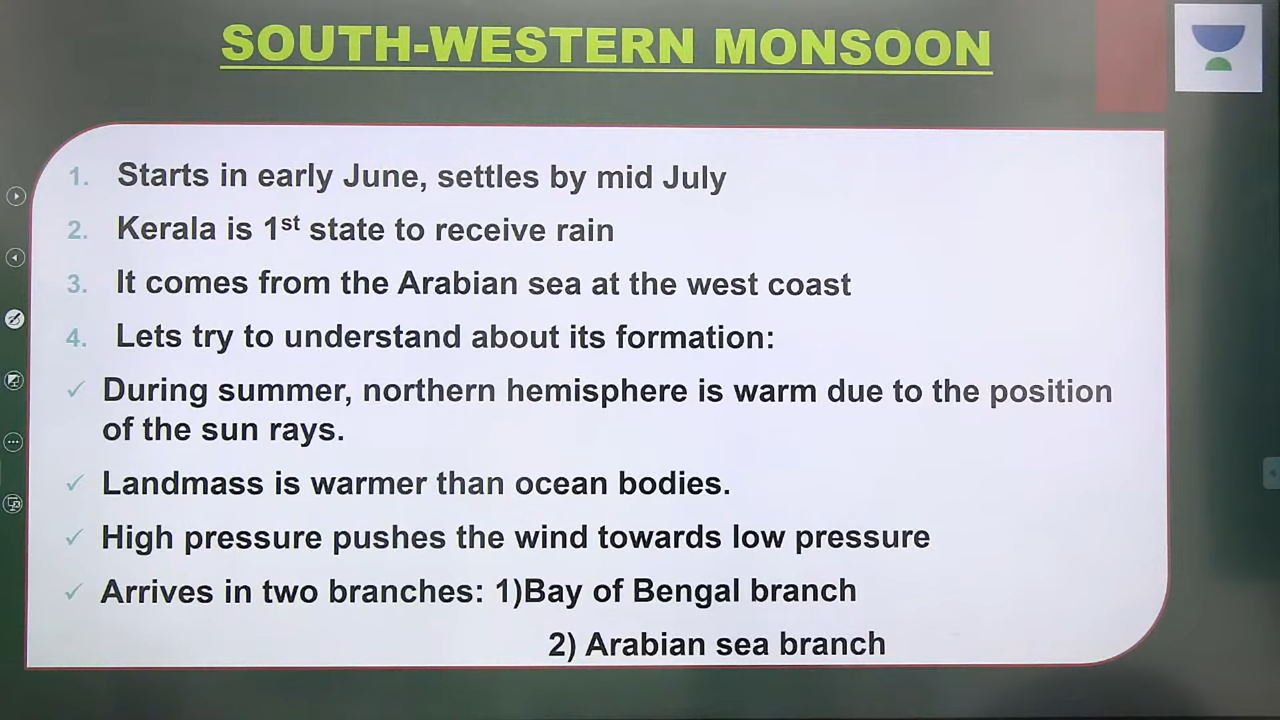 SOUTH-WESTERN MONSOON
1. Starts in early June, settles by mid July
2. Kerala is 1st state to receive rain
3. It comes from the Arabian sea at the west coast
4. Lets try to understand about its formation:
✓ During summer, northern hemisphere is warm due to the position
of the sun rays.
✓ Landmass is warmer than ocean bodies.
✓ High pressure pushes the wind towards low pressure
✓ Arrives in two branches: 1)Bay of Bengal branch
2) Arabian sea branch